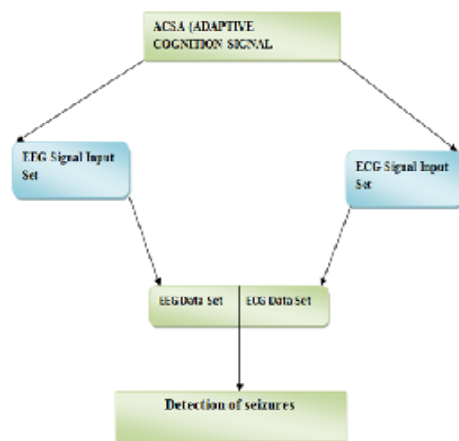 ACSA (ADAPTIVE
COGNITION SIGNAL
EEG Signal Input
Set
ECG Signal Input
Set
EEG Data Set
ECG Data Set
Detection of seizures